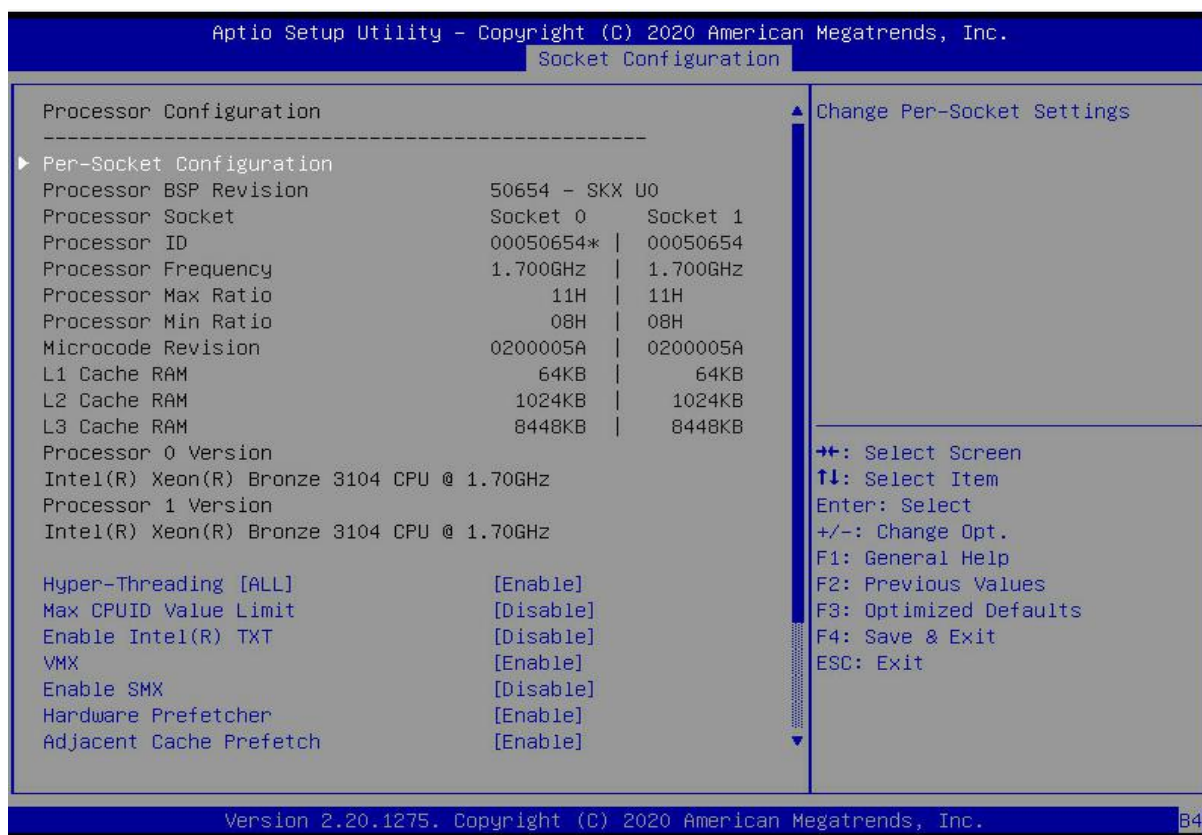 Aptio Setup Utility – Copyright (C) 2020 American Megatrends, Inc.
Socket Configuration
Processor Configuration
--------------------------------------------------
Per-Socket Configuration
Processor BSP Revision 50654 - SKX U0
Processor Socket Socket 0 Socket 1
Processor ID 00050654* | 00050654
Processor Frequency 1.700GHz | 1.700GHz
Processor Max Ratio 11H | 11H
Processor Min Ratio 08H | 08H
Microcode Revision 0200005A | 0200005A
L1 Cache RAM 64KB | 64KB
L2 Cache RAM 1024KB | 1024KB
L3 Cache RAM 8448KB | 8448KB
Processor 0 Version
Intel(R) Xeon(R) Bronze 3104 CPU @ 1.70GHz
Processor 1 Version
Intel(R) Xeon(R) Bronze 3104 CPU @ 1.70GHz
Hyper-Threading [ALL] [Enable]
Max CPUID Value Limit [Disable]
Enable Intel(R) TXT [Disable]
VMX [Enable]
Enable SMX [Disable]
Hardware Prefetcher [Enable]
Adjacent Cache Prefetch [Enable]
Change Per-Socket Settings
→←: Select Screen
↑↓: Select Item
Enter: Select
+/-: Change Opt.
F1: General Help
F2: Previous Values
F3: Optimized Defaults
F4: Save & Exit
ESC: Exit
Version 2.20.1275. Copyright (C) 2020 American Megatrends, Inc.
B4